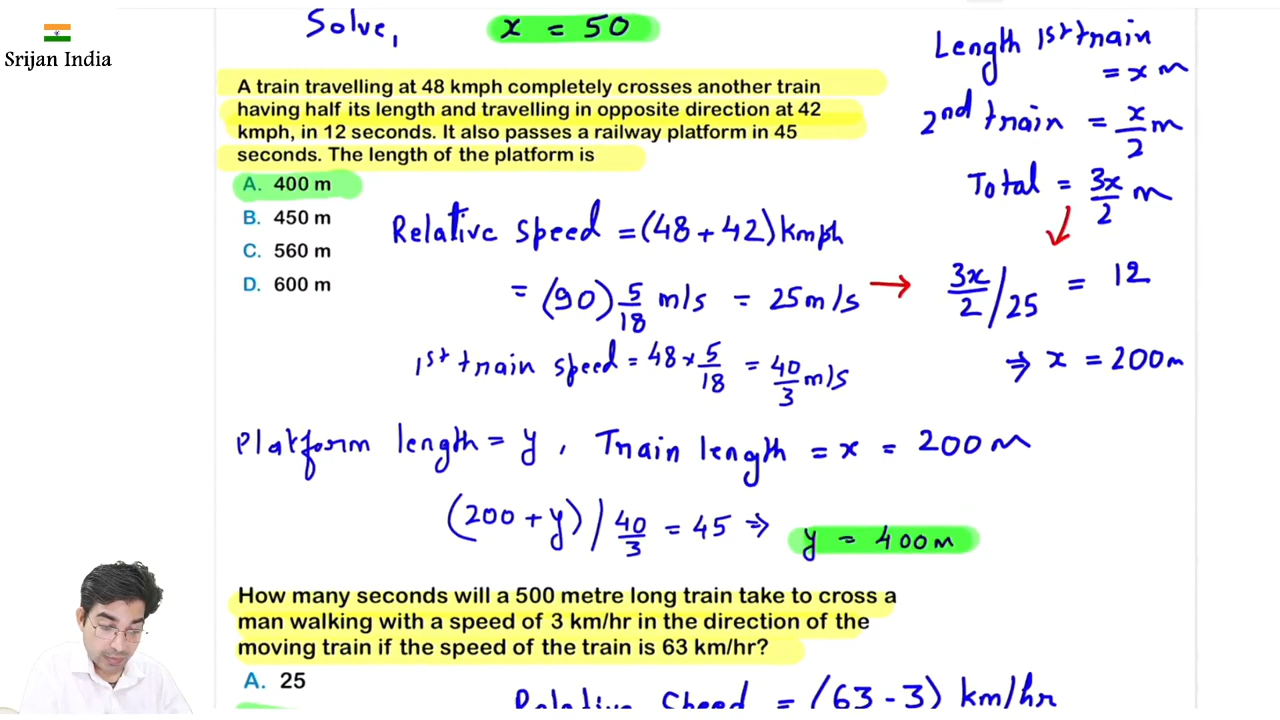 Srijan India
Solve, x = 50
A train travelling at 48 kmph completely crosses another train
having half its length and travelling in opposite direction at 42
kmph, in 12 seconds. It also passes a railway platform in 45
seconds. The length of the platform is
A. 400 m
B. 450 m
C. 560 m
D. 600 m
Length 1st train
= x m
2nd train = x/2 m
Total = 3x/2 m
Relative speed = (48 + 42) kmph
= (90) 5/18 m/s = 25 m/s → 3x/2 / 25 = 12
⇒ x = 200m
1st train speed = 48 × 5/18 = 40/3 m/s
Platform length = y, Train length = x = 200 m
(200 + y) / 40/3 = 45 ⇒ y = 400m
How many seconds will a 500 metre long train take to cross a
man walking with a speed of 3 km/hr in the direction of the
moving train if the speed of the train is 63 km/hr?
A. 25
Relative Speed = (63 - 3) km/hr